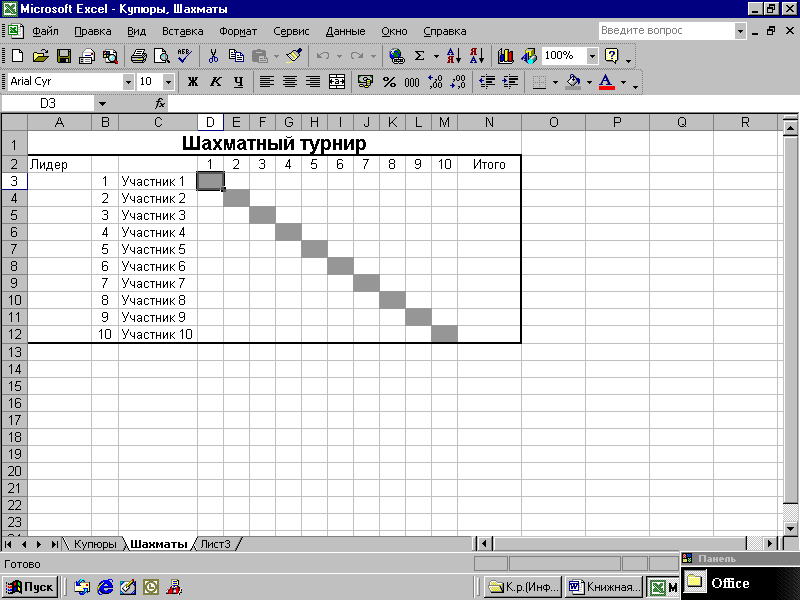 Microsoft Excel - Купюры, Шахматы
Файл Правка Вид Вставка Формат Сервис Данные Окно Справка Введите вопрос
100%
Arial Cyr 10 Ж К Ч
D3 fx
A B C D E F G H I J K L M N O P Q R
1 Шахматный турнир
2 Лидер 1 2 3 4 5 6 7 8 9 10 Итого
3 1 Участник 1
4 2 Участник 2
5 3 Участник 3
6 4 Участник 4
7 5 Участник 5
8 6 Участник 6
9 7 Участник 7
10 8 Участник 8
11 9 Участник 9
12 10 Участник 10
13
14
15
16
17
18
19
20
21
22
23
Купюры Шахматы Лист3
Готово
Панель
Пуск К.р.(Инф... Книжная... М Office